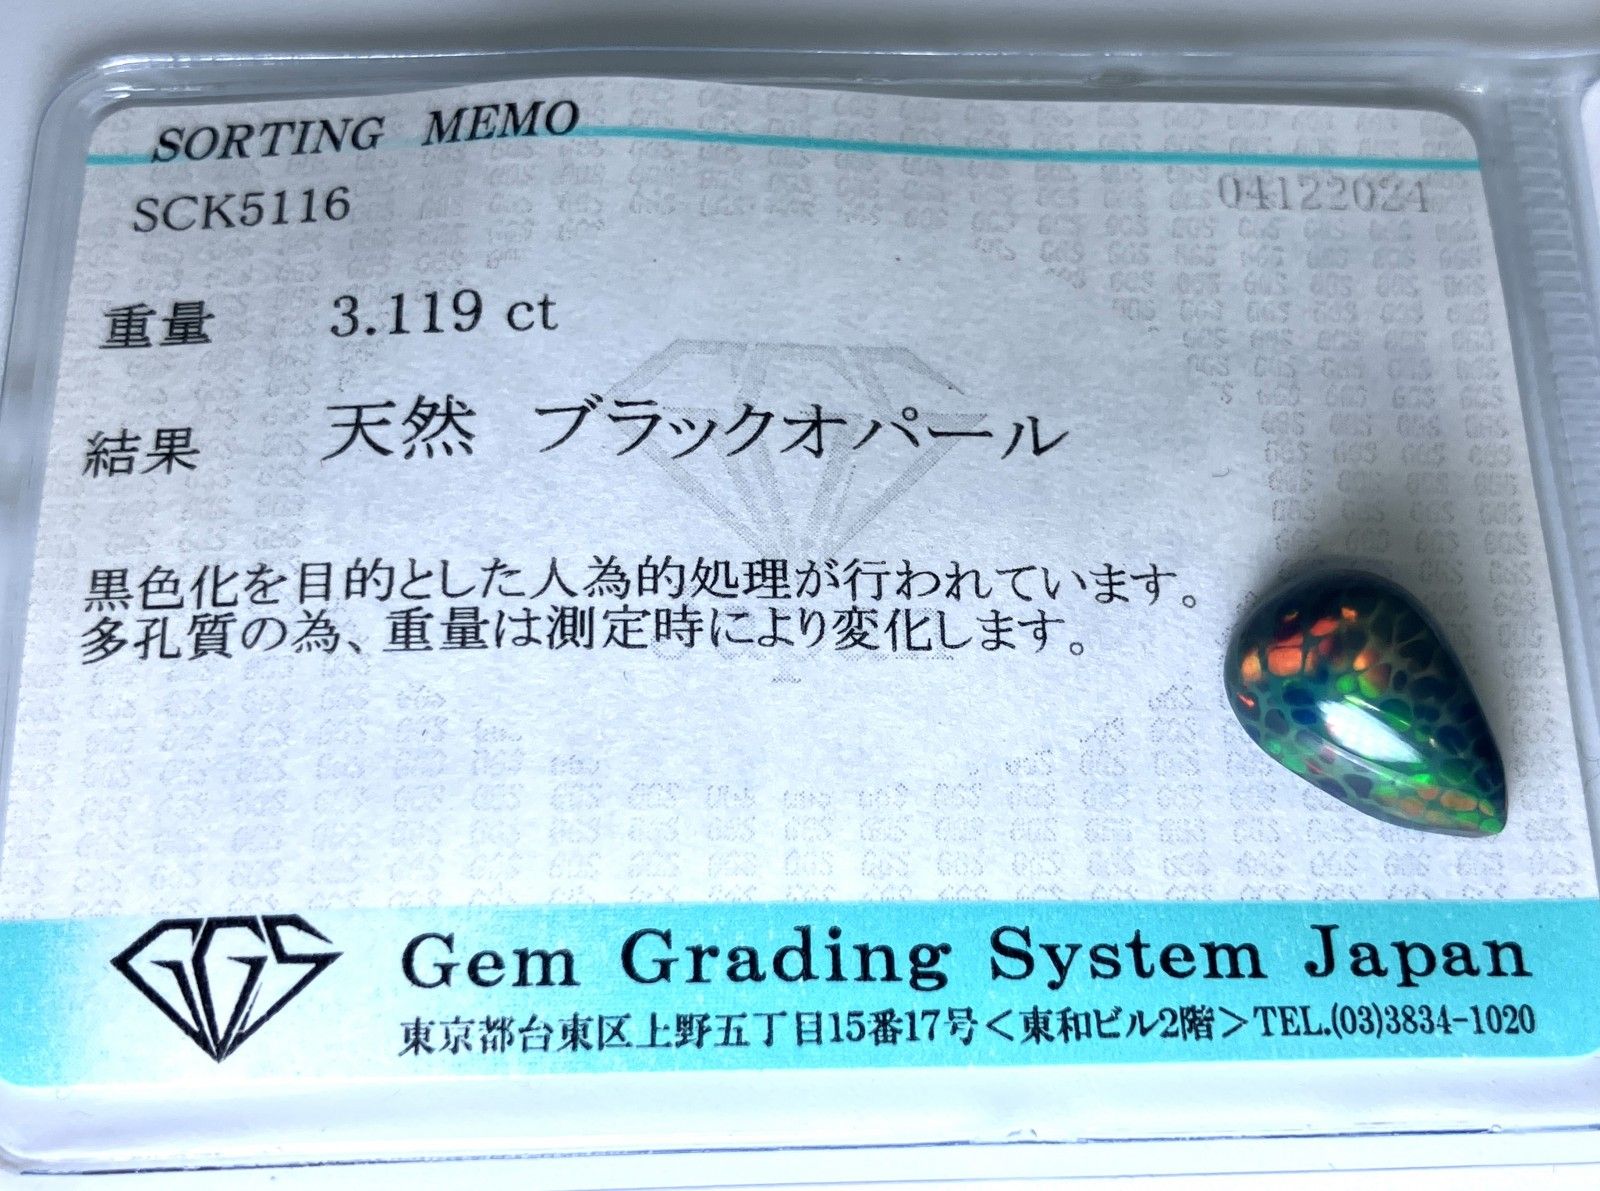 SORTING MEMO
SCK5116
04122024
重量 3.119 ct
結果 天然 ブラックオパール
黒色化を目的とした人為的処理が行われています。
多孔質の為、重量は測定時により変化します。
GGS
Gem Grading System Japan
東京都台東区上野五丁目15番17号<東和ビル2階>TEL.(03)3834-1020